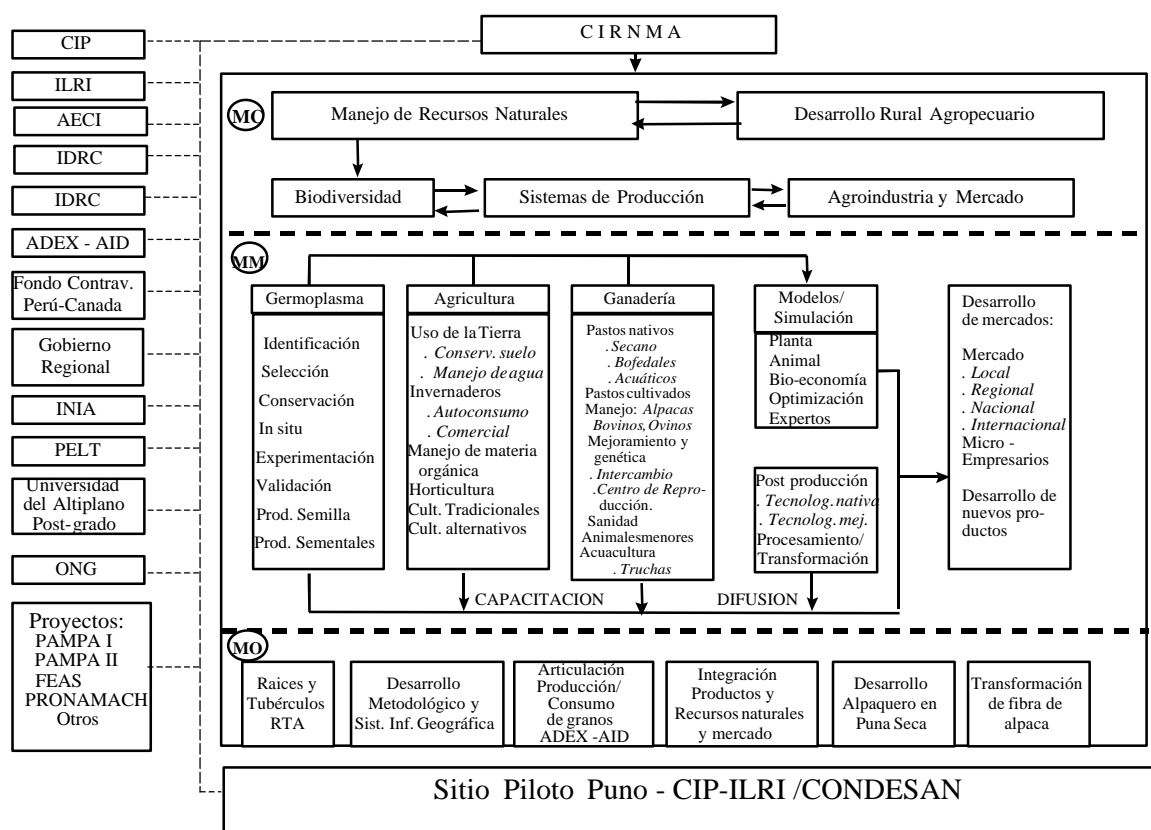 C I R N M A
CIP
ILRI
AECI
IDRC
IDRC
ADEX - AID
Fondo Contrav.
Perú-Canada
Gobierno
Regional
INIA
PELT
Universidad
del Altiplano
Post-grado
ONG
Proyectos:
PAMPA I
PAMPA II
FEAS
PRONAMACH
Otros
MC
Manejo de Recursos Naturales
Desarrollo Rural Agropecuario
Biodiversidad
Sistemas de Producción
Agroindustria y Mercado
MM
Germoplasma
Identificación
Selección
Conservación
In situ
Experimentación
Validación
Prod. Semilla
Prod. Sementales
Agricultura
Uso de la Tierra
. Conserv. suelo
. Manejo de agua
Invernaderos
. Autoconsumo
. Comercial
Manejo de materia
orgánica
Horticultura
Cult. Tradicionales
Cult. alternativos
Ganadería
Pastos nativos
. Secano
. Bofedales
. Acuáticos
Pastos cultivados
Manejo: Alpacas
Bovinos, Ovinos
Mejoramiento y
genética
. Intercambio
. Centro de Repro-
ducción.
Sanidad
Animalesmenores
Acuacultura
. Truchas
Modelos/
Simulación
Planta
Animal
Bio-economía
Optimización
Expertos
Post producción
. Tecnolog. nativa
. Tecnolog. mej.
Procesamiento/
Transformación
Desarrollo
de mercados:
Mercado
. Local
. Regional
. Nacional
. Internacional
Micro -
Empresarios
Desarrollo de
nuevos pro-
ductos
CAPACITACION
DIFUSION
MO
Raices y
Tubérculos
RTA
Desarrollo
Metodológico y
Sist. Inf. Geográfica
Articulación
Producción/
Consumo
de granos
ADEX -AID
Integración
Productos y
Recursos naturales
y mercado
Desarrollo
Alpaquero en
Puna Seca
Transformación
de fibra de
alpaca
Sitio Piloto Puno - CIP-ILRI /CONDESAN